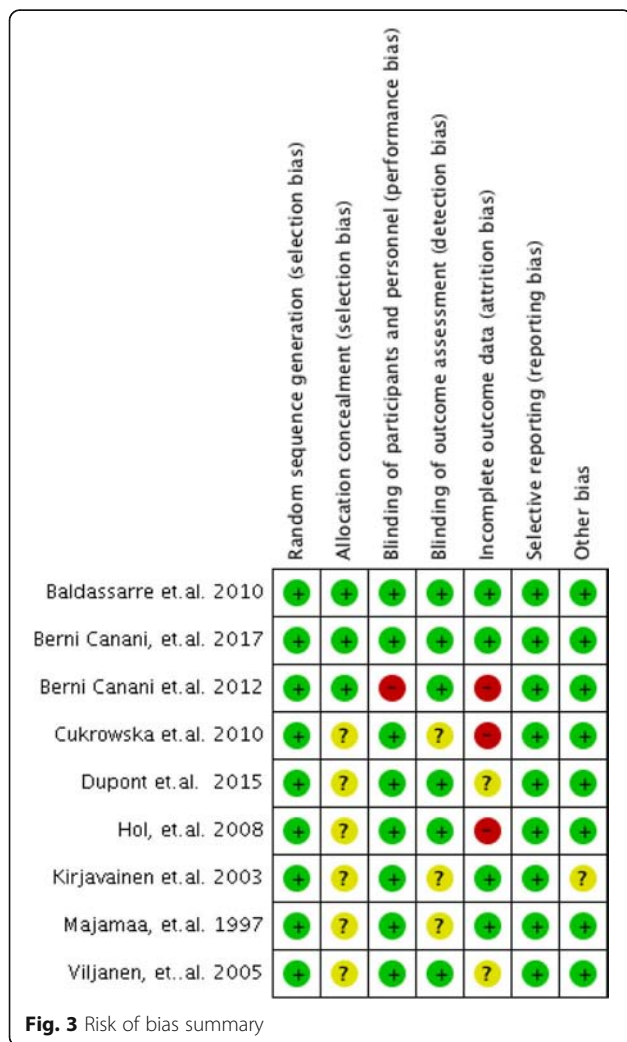 Random sequence generation (selection bias)
Allocation concealment (selection bias)
Blinding of participants and personnel (performance bias)
Blinding of outcome assessment (detection bias)
Incomplete outcome data (attrition bias)
Selective reporting (reporting bias)
Other bias
Baldassarre et.al. 2010 + + + + + + +
Berni Canani, et.al. 2017 + + + + + + +
Berni Canani et.al. 2012 + + - + - + +
Cukrowska et.al. 2010 + ? + ? - + +
Dupont et.al. 2015 + ? + + ? + +
Hol, et.al. 2008 + ? + + - + +
Kirjavainen et.al. 2003 + ? + ? + + ?
Majamaa, et.al. 1997 + ? + ? + + +
Viljanen, et..al. 2005 + ? + + ? + +
Fig. 3 Risk of bias summary